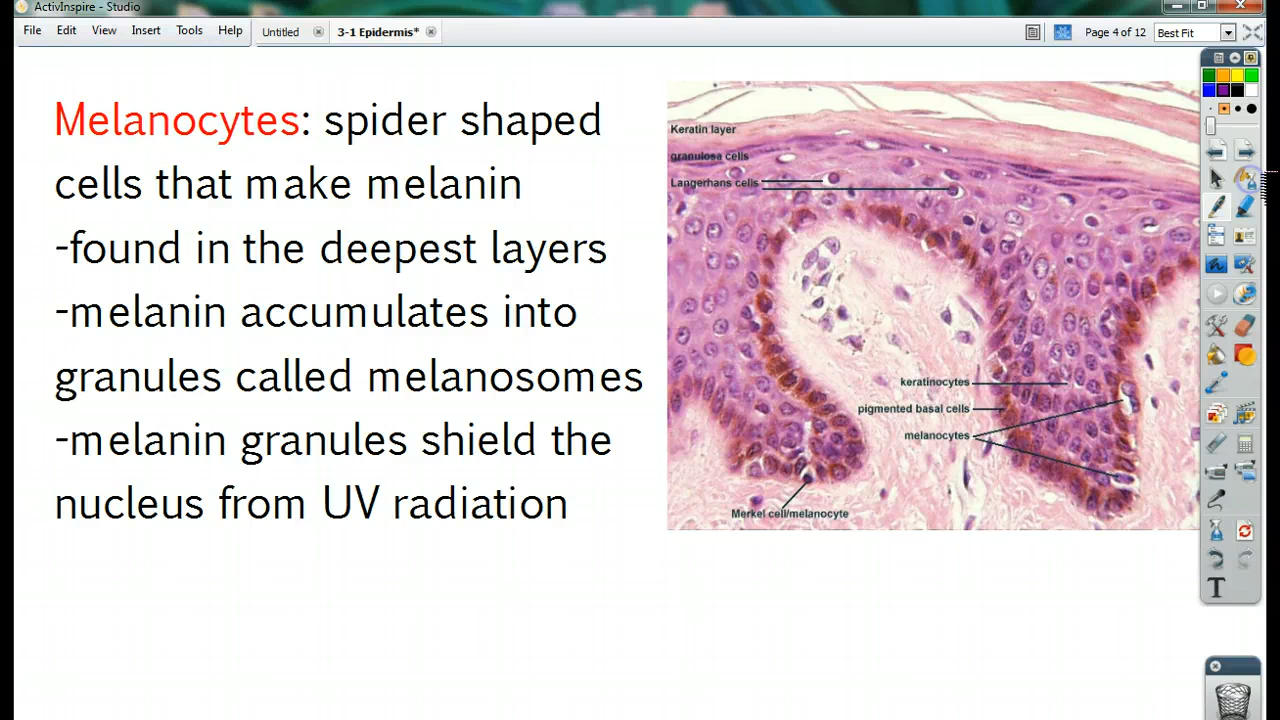 ActivInspire - Studio
File Edit View Insert Tools Help Untitled 3-1 Epidermis* Page 4 of 12 Best Fit
Melanocytes: spider shaped
cells that make melanin
-found in the deepest layers
-melanin accumulates into
granules called melanosomes
-melanin granules shield the
nucleus from UV radiation
Keratin layer
granulosa cells
Langerhans cells
keratinocytes
pigmented basal cells
melanocytes
Merkel cell/melanocyte
T